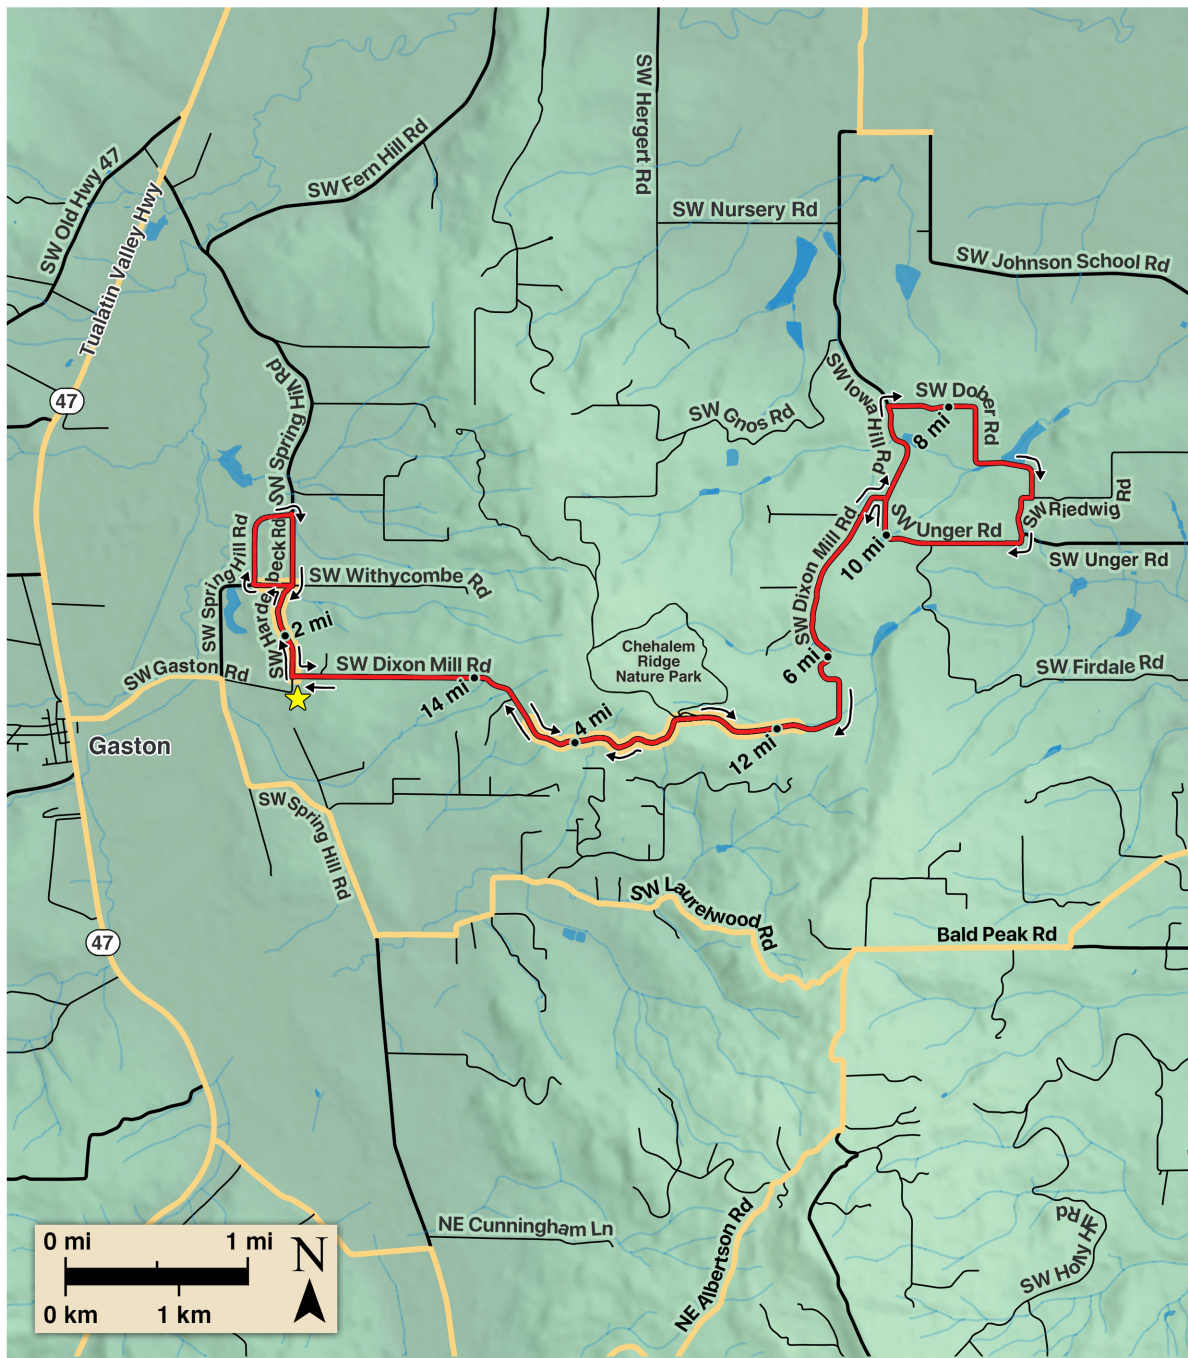 SW Hergert Rd
SW Fern Hill Rd
SW Old Hwy 47
Tualatin Valley Hwy
SW Nursery Rd
SW Johnson School Rd
SW Spring Hill Rd
47
SW Iowa Hill Rd
SW Dober Rd
SW Gnos Rd
8 mi
SW Riedwig Rd
SW Unger Rd
SW Unger Rd
10 mi
SW Dixon Mill Rd
SW Spring Hill Rd
SW Hardebeck Rd
SW Withycombe Rd
2 mi
Chehalem
Ridge
Nature Park
6 mi
SW Firdale Rd
SW Gaston Rd
SW Dixon Mill Rd
14 mi
4 mi
12 mi
Gaston
SW Spring Hill Rd
SW Laurelwood Rd
Bald Peak Rd
47
NE Cunningham Ln
NE Albertson Rd
SW Holly Hill Rd
0 mi 1 mi
N
0 km 1 km